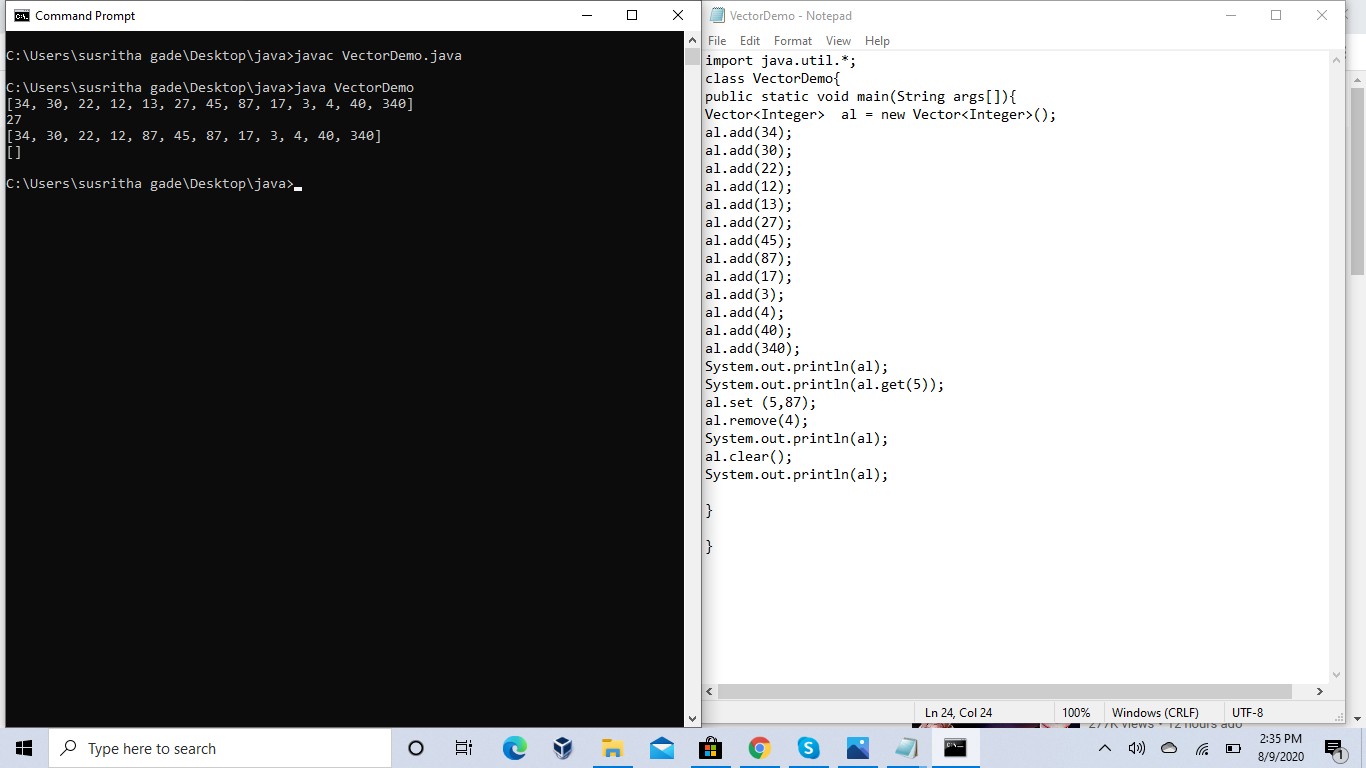 Command Prompt
C:\Users\susritha gade\Desktop\java>javac VectorDemo.java
C:\Users\susritha gade\Desktop\java>java VectorDemo
[34, 30, 22, 12, 13, 27, 45, 87, 17, 3, 4, 40, 340]
27
[34, 30, 22, 12, 87, 45, 87, 17, 3, 4, 40, 340]
[]
C:\Users\susritha gade\Desktop\java>
VectorDemo - Notepad
File Edit Format View Help
import java.util.*;
class VectorDemo{
public static void main(String args[]){
Vector<Integer>  al = new Vector<Integer>();
al.add(34);
al.add(30);
al.add(22);
al.add(12);
al.add(13);
al.add(27);
al.add(45);
al.add(87);
al.add(17);
al.add(3);
al.add(4);
al.add(40);
al.add(340);
System.out.println(al);
System.out.println(al.get(5));
al.set (5,87);
al.remove(4);
System.out.println(al);
al.clear();
System.out.println(al);
}
}
Ln 24, Col 24 100% Windows (CRLF) UTF-8
277K views • 12 hours ago
Type here to search
2:35 PM
8/9/2020
1